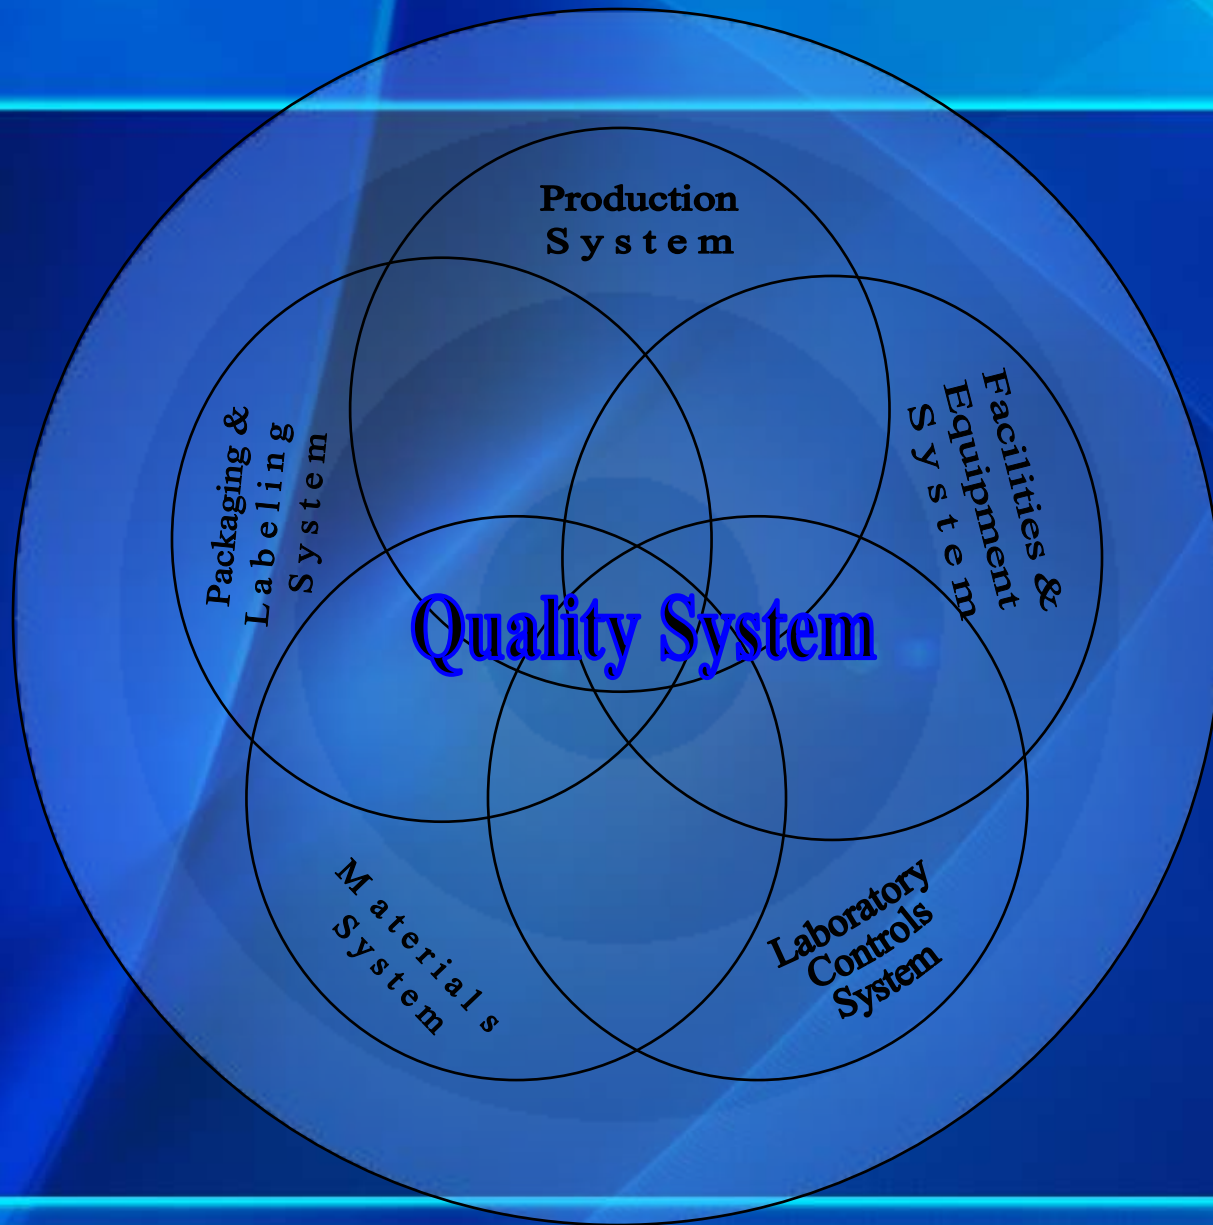 Production
System
Packaging &
Labeling
System
Facilities &
Equipment
System
Quality System
Materials
System
Laboratory
Controls
System